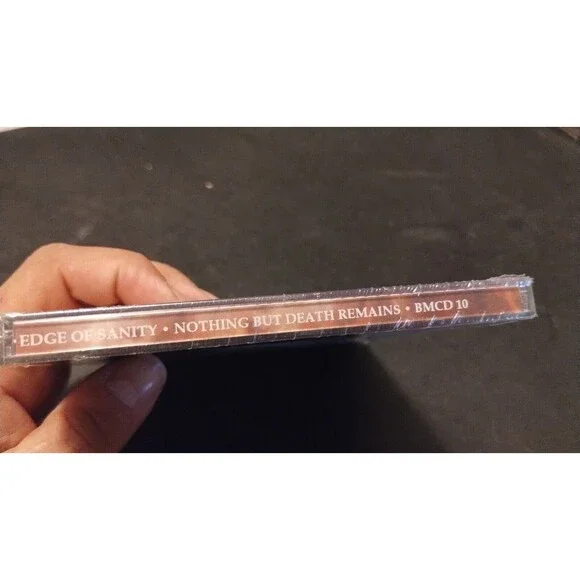 EDGE OF SANITY • NOTHING BUT DEATH REMAINS • BMCD 10